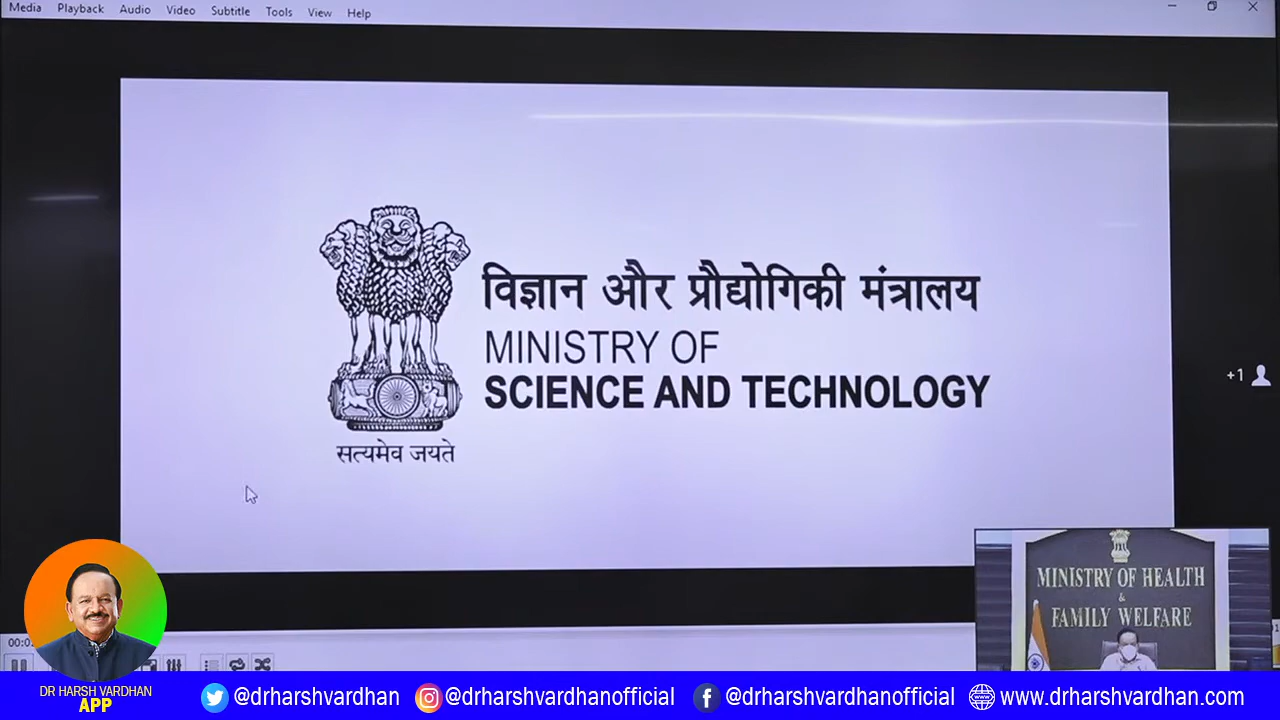 Media Playback Audio Video Subtitle Tools View Help
विज्ञान और प्रौद्योगिकी मंत्रालय
MINISTRY OF
SCIENCE AND TECHNOLOGY
सत्यमेव जयते
+1
MINISTRY OF HEALTH
&
FAMILY WELFARE
DR HARSH VARDHAN
APP
@drharshvardhan @drharshvardhanofficial @drharshvardhanofficial www.drharshvardhan.com